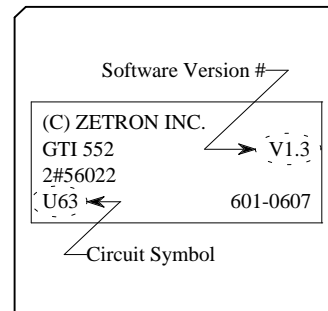 Software Version #
(C) ZETRON INC.
GTI 552 V1.3
2#56022
U63 601-0607
Circuit Symbol